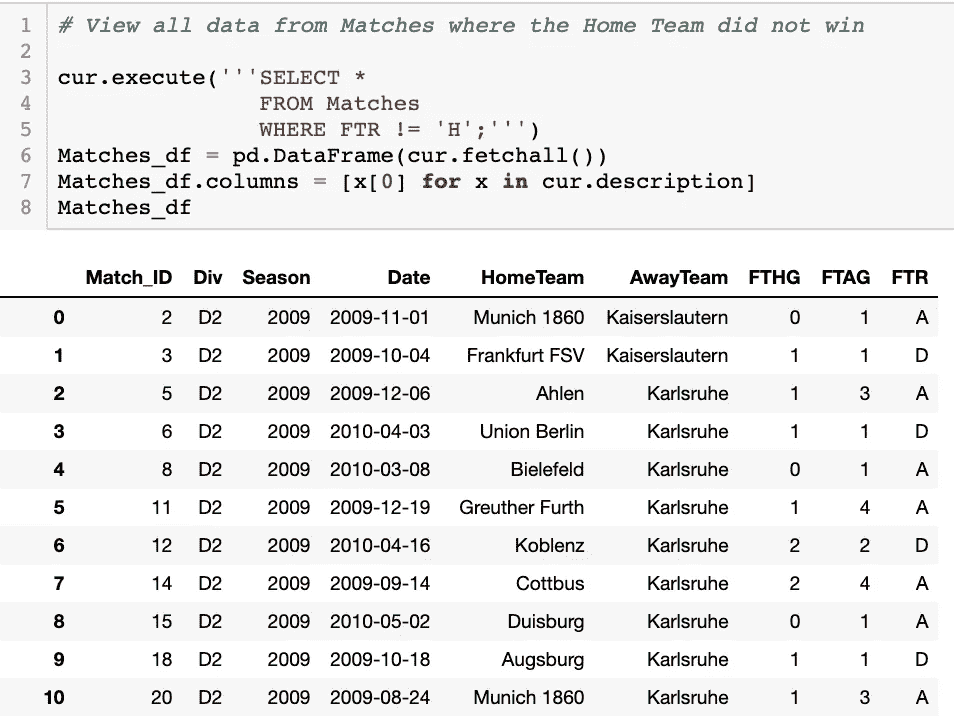 1 # View all data from Matches where the Home Team did not win
2
3 cur.execute('''SELECT *
4 FROM Matches
5 WHERE FTR != 'H';''')
6 Matches_df = pd.DataFrame(cur.fetchall())
7 Matches_df.columns = [x[0] for x in cur.description]
8 Matches_df
Match_ID Div Season Date HomeTeam AwayTeam FTHG FTAG FTR
0 2 D2 2009 2009-11-01 Munich 1860 Kaiserslautern 0 1 A
1 3 D2 2009 2009-10-04 Frankfurt FSV Kaiserslautern 1 1 D
2 5 D2 2009 2009-12-06 Ahlen Karlsruhe 1 3 A
3 6 D2 2009 2010-04-03 Union Berlin Karlsruhe 1 1 D
4 8 D2 2009 2010-03-08 Bielefeld Karlsruhe 0 1 A
5 11 D2 2009 2009-12-19 Greuther Furth Karlsruhe 1 4 A
6 12 D2 2009 2010-04-16 Koblenz Karlsruhe 2 2 D
7 14 D2 2009 2009-09-14 Cottbus Karlsruhe 2 4 A
8 15 D2 2009 2010-05-02 Duisburg Karlsruhe 0 1 A
9 18 D2 2009 2009-10-18 Augsburg Karlsruhe 1 1 D
10 20 D2 2009 2009-08-24 Munich 1860 Karlsruhe 1 3 A